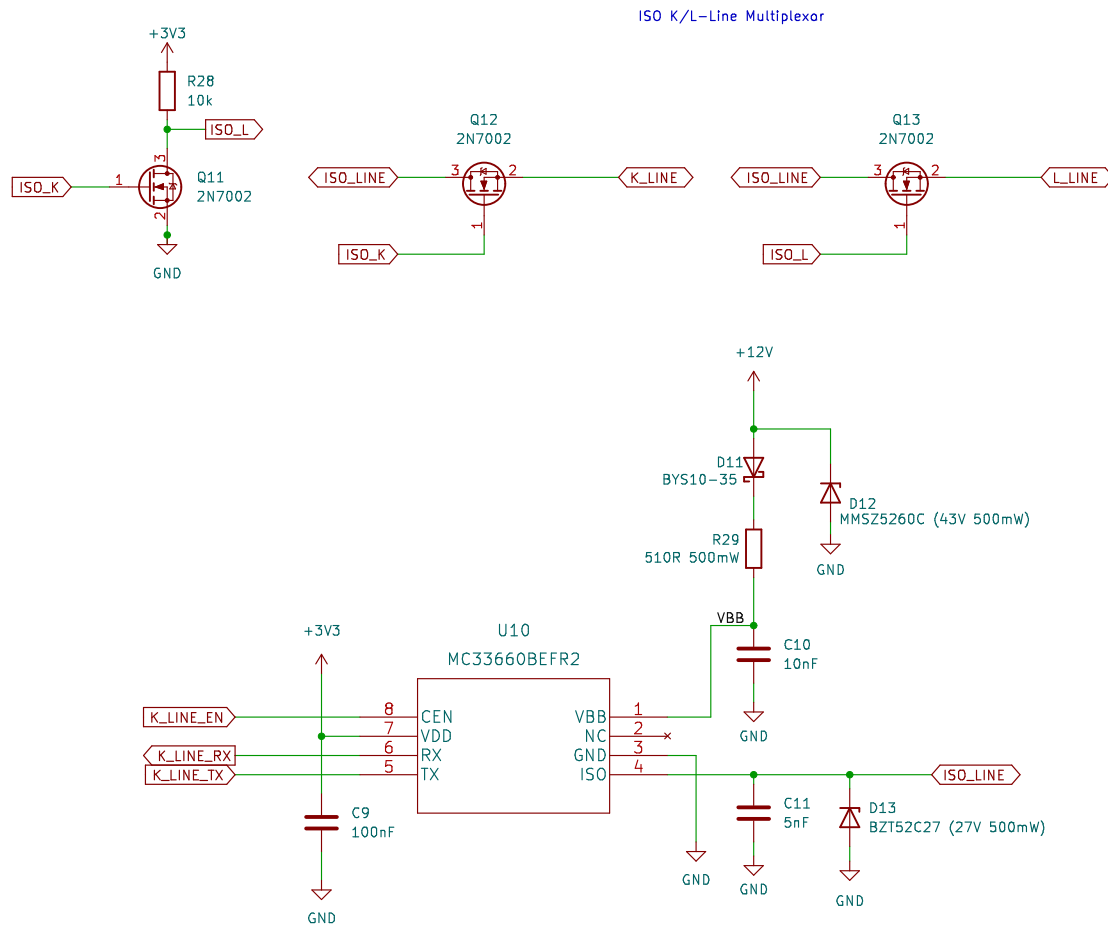 ISO K/L-Line Multiplexor
+3V3
R28
10k
ISO_L
3
ISO_K
1
Q11
2N7002
2
GND
Q12
2N7002
ISO_LINE
3
2
K_LINE
1
ISO_K
Q13
2N7002
ISO_LINE
3
2
L_LINE
1
ISO_L
+12V
D11
BYS10-35
D12
MMSZ5260C (43V 500mW)
GND
R29
510R 500mW
VBB
C10
10nF
GND
+3V3
U10
MC33660BEFR2
K_LINE_EN
8
CEN
VBB
1
7
VDD
NC
2
K_LINE_RX
6
RX
GND
3
K_LINE_TX
5
TX
ISO
4
ISO_LINE
C9
100nF
GND
GND
C11
5nF
GND
D13
BZT52C27 (27V 500mW)
GND